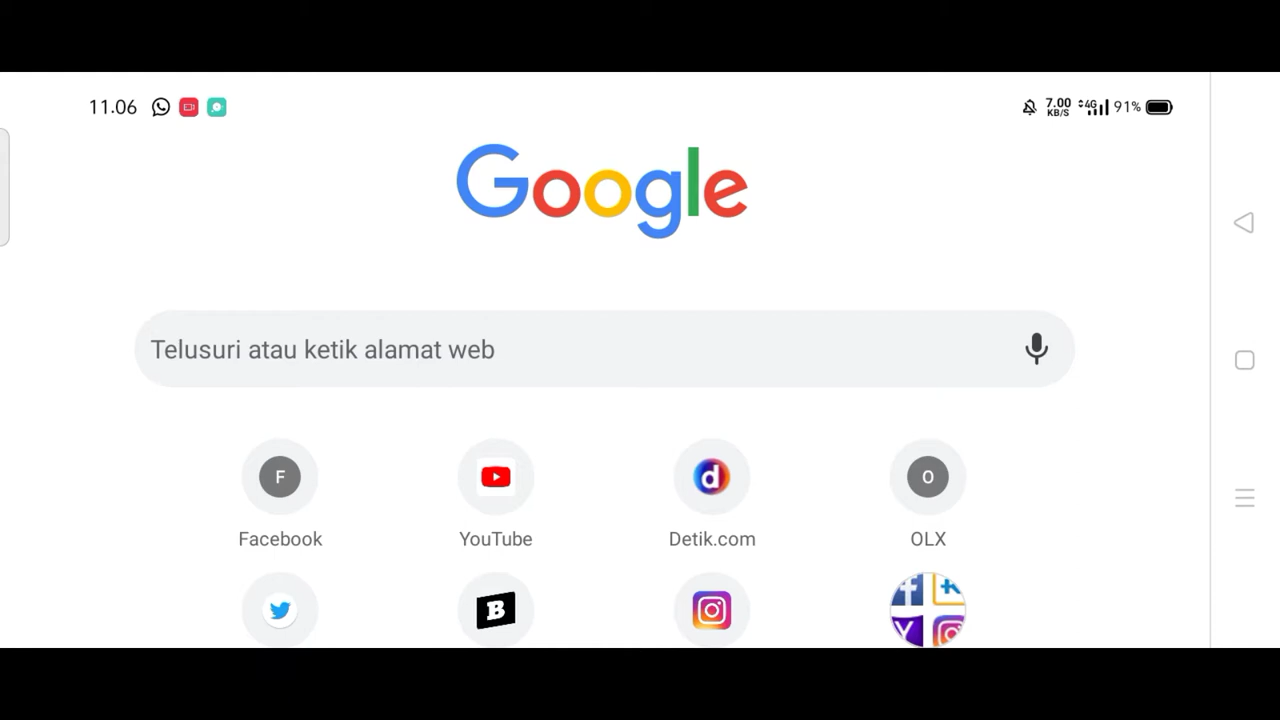 11.06
7.00
KB/S
4G
91%
Google
Telusuri atau ketik alamat web
F
d
O
Facebook
YouTube
Detik.com
OLX
B